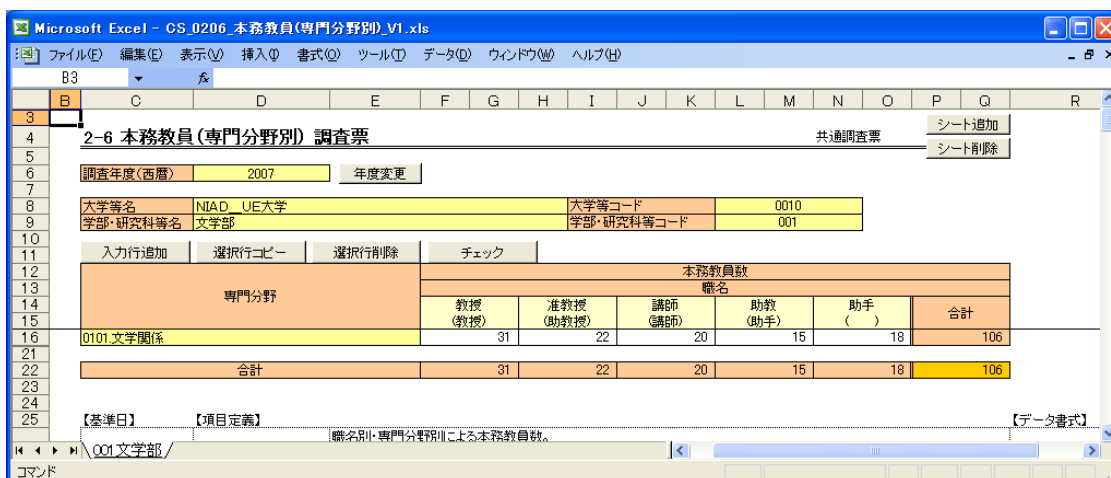 Microsoft Excel - CS_0206_本務教員(専門分野別)_V1.xls
ファイル(F) 編集(E) 表示(V) 挿入(I) 書式(O) ツール(T) データ(D) ウィンドウ(W) ヘルプ(H)
B3 fx
B C D E F G H I J K L M N O P Q R
3 シート追加
4 2-6 本務教員(専門分野別) 調査票 共通調査票
5 シート削除
6 調査年度(西暦) 2007 年度変更
7
8 大学等名 NIAD__UE大学 大学等コード 0010
9 学部・研究科等名 文学部 学部・研究科等コード 001
10
11 入力行追加 選択行コピー 選択行削除 チェック
12 本務教員数
13 専門分野 職名
14 教授 准教授 講師 助教 助手 合計
15 (教授) (助教授) (講師) (助手) ( )
16 0101.文学関係 31 22 20 15 18 106
21
22 合計 31 22 20 15 18 106
23
24
25 【基準日】 【項目定義】 【データ書式】
職名別・専門分野別による本務教員数。
001文学部
コマンド